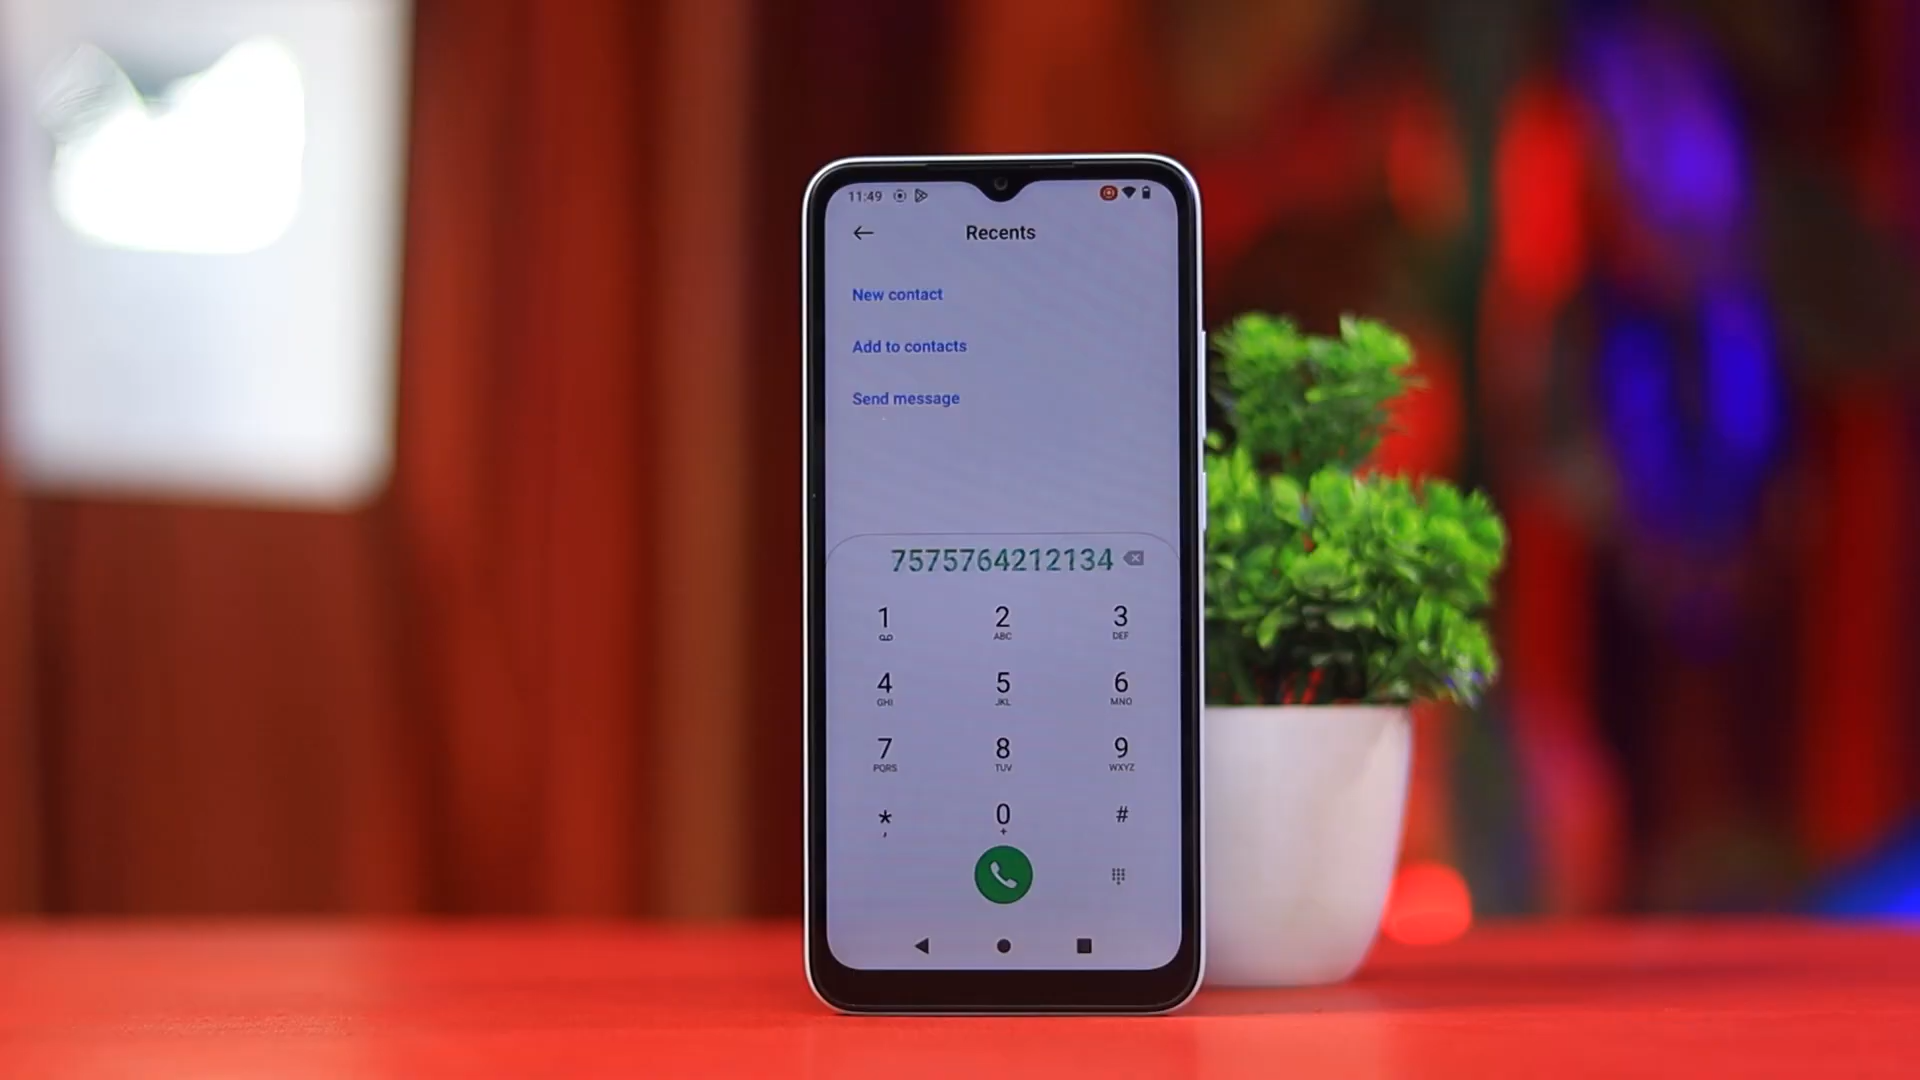 11:49
Recents
New contact
Add to contacts
Send message
7575764212134
1 2 3
ABC DEF
4 5 6
GHI JKL MNO
7 8 9
PQRS TUV WXYZ
* 0 #
, +